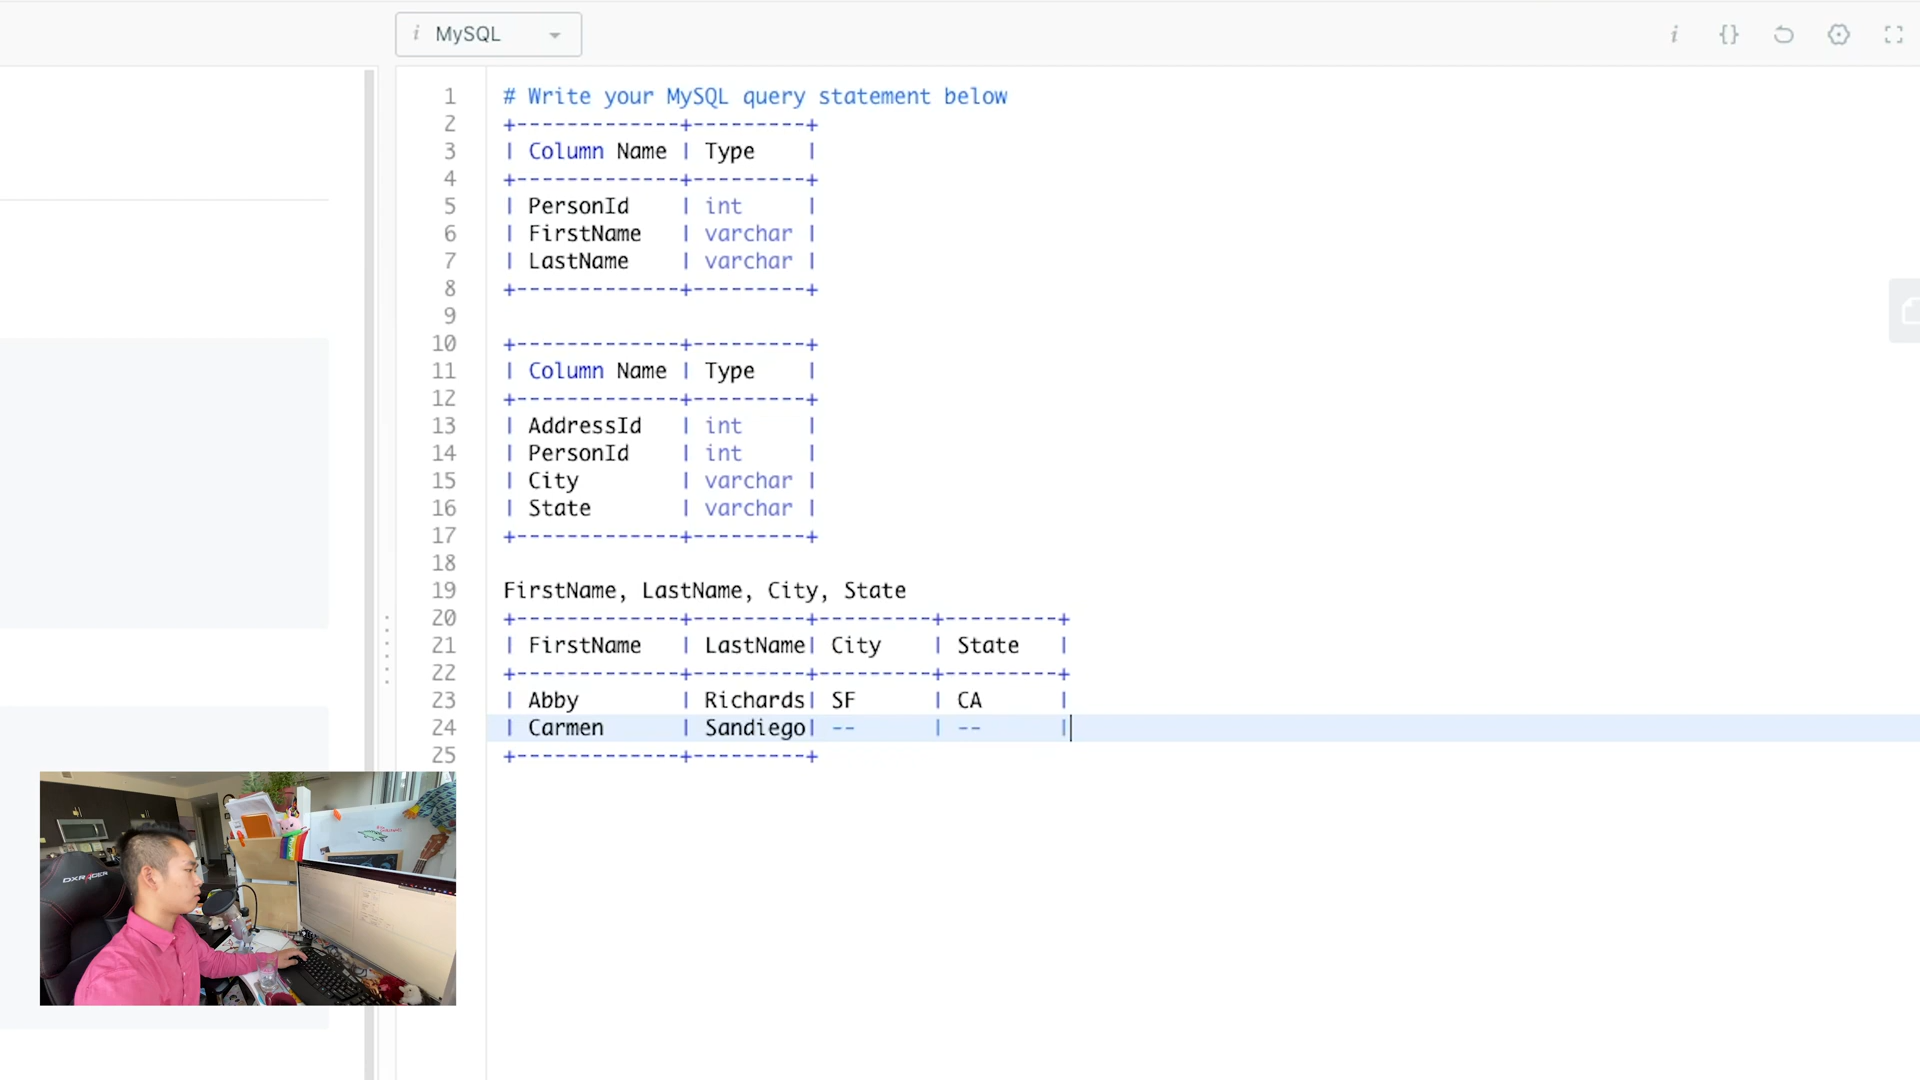 i MySQL
i {}
1 # Write your MySQL query statement below
2 +-------------+---------+
3 | Column Name | Type    |
4 +-------------+---------+
5 | PersonId    | int     |
6 | FirstName   | varchar |
7 | LastName    | varchar |
8 +-------------+---------+
9
10 +-------------+---------+
11 | Column Name | Type    |
12 +-------------+---------+
13 | AddressId   | int     |
14 | PersonId    | int     |
15 | City        | varchar |
16 | State       | varchar |
17 +-------------+---------+
18
19 FirstName, LastName, City, State
20 +-------------+---------+---------+---------+
21 | FirstName   | LastName| City    | State   |
22 +-------------+---------+---------+---------+
23 | Abby        | Richards| SF      | CA      |
24 | Carmen      | Sandiego| --      | --      |
25 +-------------+---------+
DXRACER